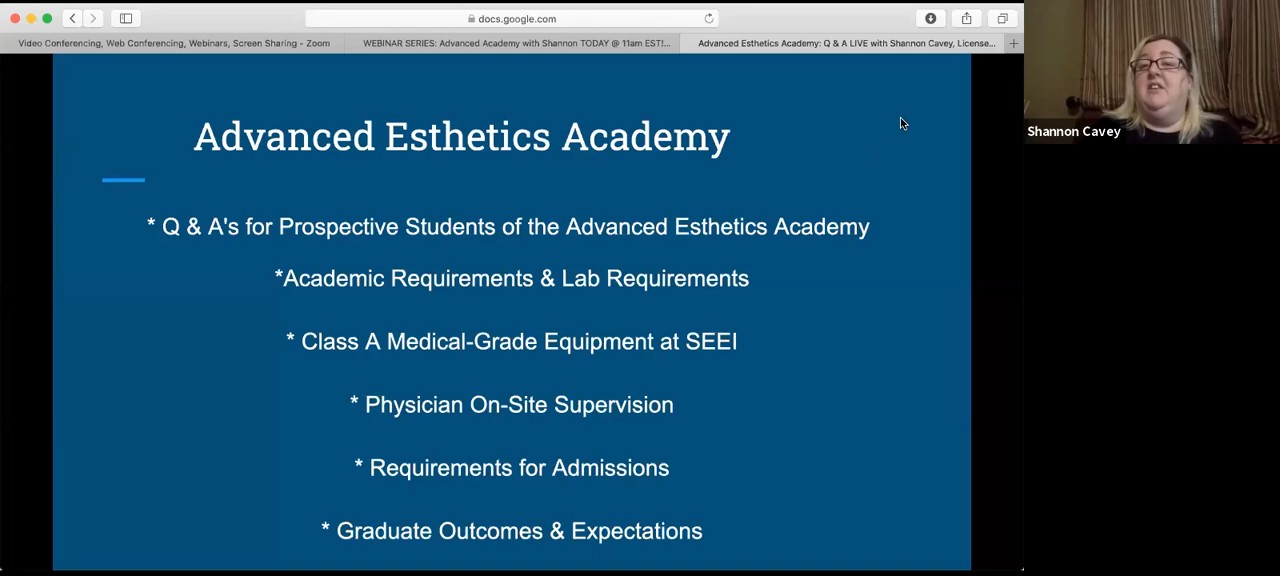 docs.google.com
Video Conferencing, Web Conferencing, Webinars, Screen Sharing - Zoom
WEBINAR SERIES: Advanced Academy with Shannon TODAY @ 11am EST!...
Advanced Esthetics Academy: Q & A LIVE with Shannon Cavey, License...
Shannon Cavey
Advanced Esthetics Academy
* Q & A's for Prospective Students of the Advanced Esthetics Academy
*Academic Requirements & Lab Requirements
* Class A Medical-Grade Equipment at SEEI
* Physician On-Site Supervision
* Requirements for Admissions
* Graduate Outcomes & Expectations